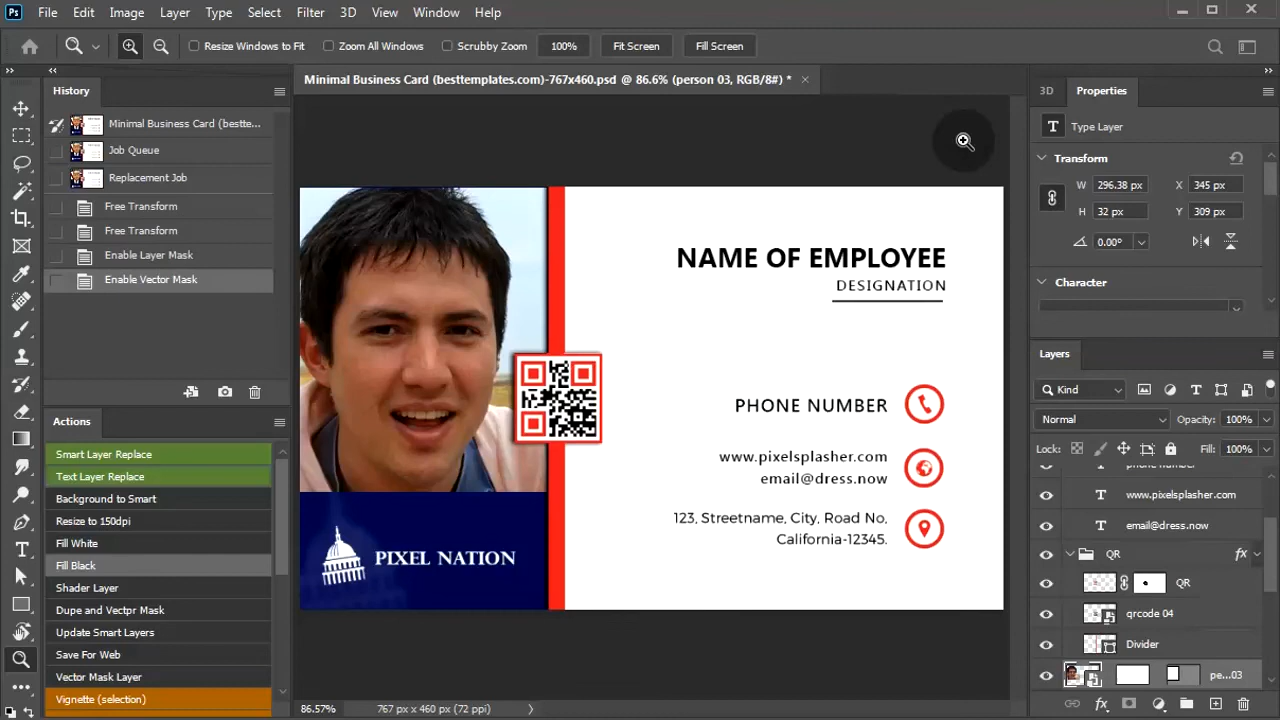 Ps File Edit Image Layer Type Select Filter 3D View Window Help
Resize Windows to Fit Zoom All Windows Scrubby Zoom 100% Fit Screen Fill Screen
Minimal Business Card (besttemplates.com)-767x460.psd @ 86.6% (person 03, RGB/8#) *
History
Minimal Business Card (bestte...
Job Queue
Replacement Job
Free Transform
Free Transform
Enable Layer Mask
Enable Vector Mask
Actions
Smart Layer Replace
Text Layer Replace
Background to Smart
Resize to 150dpi
Fill White
Fill Black
Shader Layer
Dupe and Vectpr Mask
Update Smart Layers
Save For Web
Vector Mask Layer
Vignette (selection)
PIXEL NATION
NAME OF EMPLOYEE
DESIGNATION
PHONE NUMBER
www.pixelsplasher.com
email@dress.now
123, Streetname, City, Road No,
California-12345.
86.57% 767 px x 460 px (72 ppi)
3D Properties
T Type Layer
Transform
W 296.38 px X 345 px
H 32 px Y 309 px
0.00°
Character
Layers
Kind
Normal Opacity: 100%
Lock: Fill: 100%
phone number
T www.pixelsplasher.com
T email@dress.now
QR fx
QR
qrcode 04
Divider
pe...03
fx